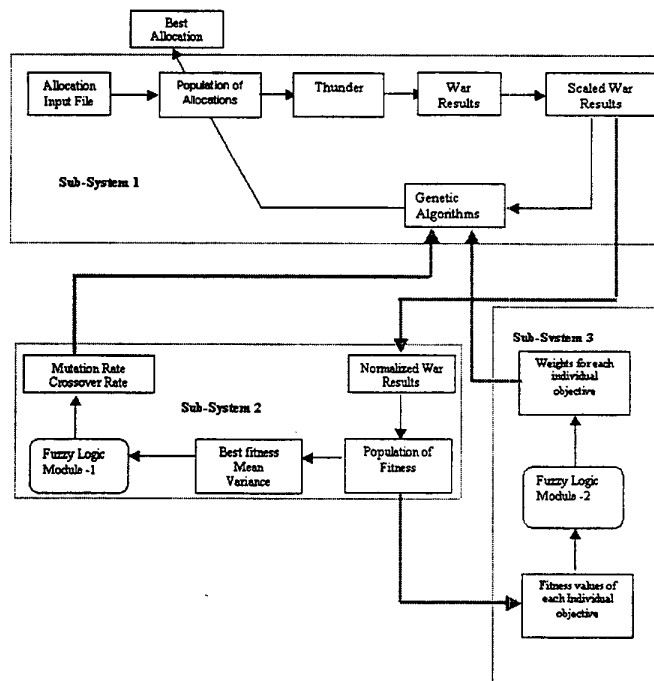 Best
Allocation
Allocation
Input File
Population of
Allocations
Thunder
War
Results
Scaled War
Results
Sub-System 1
Genetic
Algorithms
Sub-System 3
Mutation Rate
Crossover Rate
Normalized War
Results
Weights for each
individual
objective
Sub-System 2
Fuzzy Logic
Module -1
Best fitness
Mean
Variance
Population of
Fitness
Fuzzy Logic
Module -2
Fitness values of
each Individual
objective